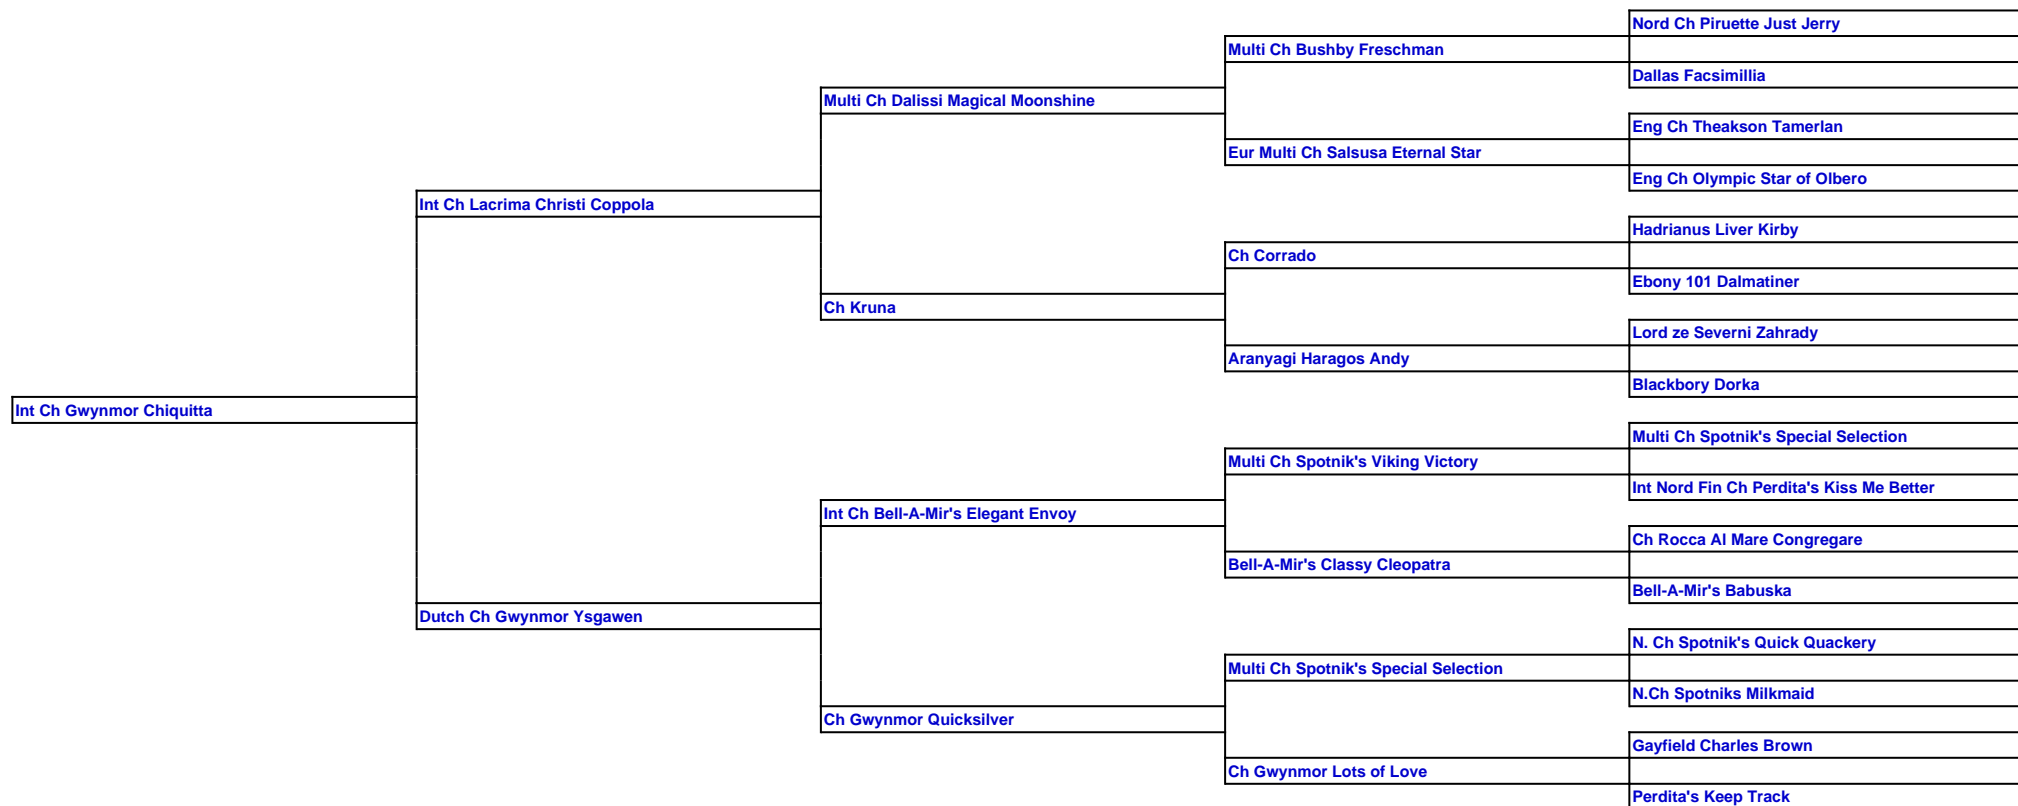 Nord Ch Piruette Just Jerry
Multi Ch Bushby Freschman
Dallas Facsimillia
Multi Ch Dalissi Magical Moonshine
Eng Ch Theakson Tamerlan
Eur Multi Ch Salsusa Eternal Star
Eng Ch Olympic Star of Olbero
Int Ch Lacrima Christi Coppola
Hadrianus Liver Kirby
Ch Corrado
Ebony 101 Dalmatiner
Ch Kruna
Lord ze Severni Zahrady
Aranyagi Haragos Andy
Blackbory Dorka
Int Ch Gwynmor Chiquitta
Multi Ch Spotnik's Special Selection
Multi Ch Spotnik's Viking Victory
Int Nord Fin Ch Perdita's Kiss Me Better
Int Ch Bell-A-Mir's Elegant Envoy
Ch Rocca Al Mare Congregare
Bell-A-Mir's Classy Cleopatra
Bell-A-Mir's Babuska
Dutch Ch Gwynmor Ysgawen
N. Ch Spotnik's Quick Quackery
Multi Ch Spotnik's Special Selection
N.Ch Spotniks Milkmaid
Ch Gwynmor Quicksilver
Gayfield Charles Brown
Ch Gwynmor Lots of Love
Perdita's Keep Track